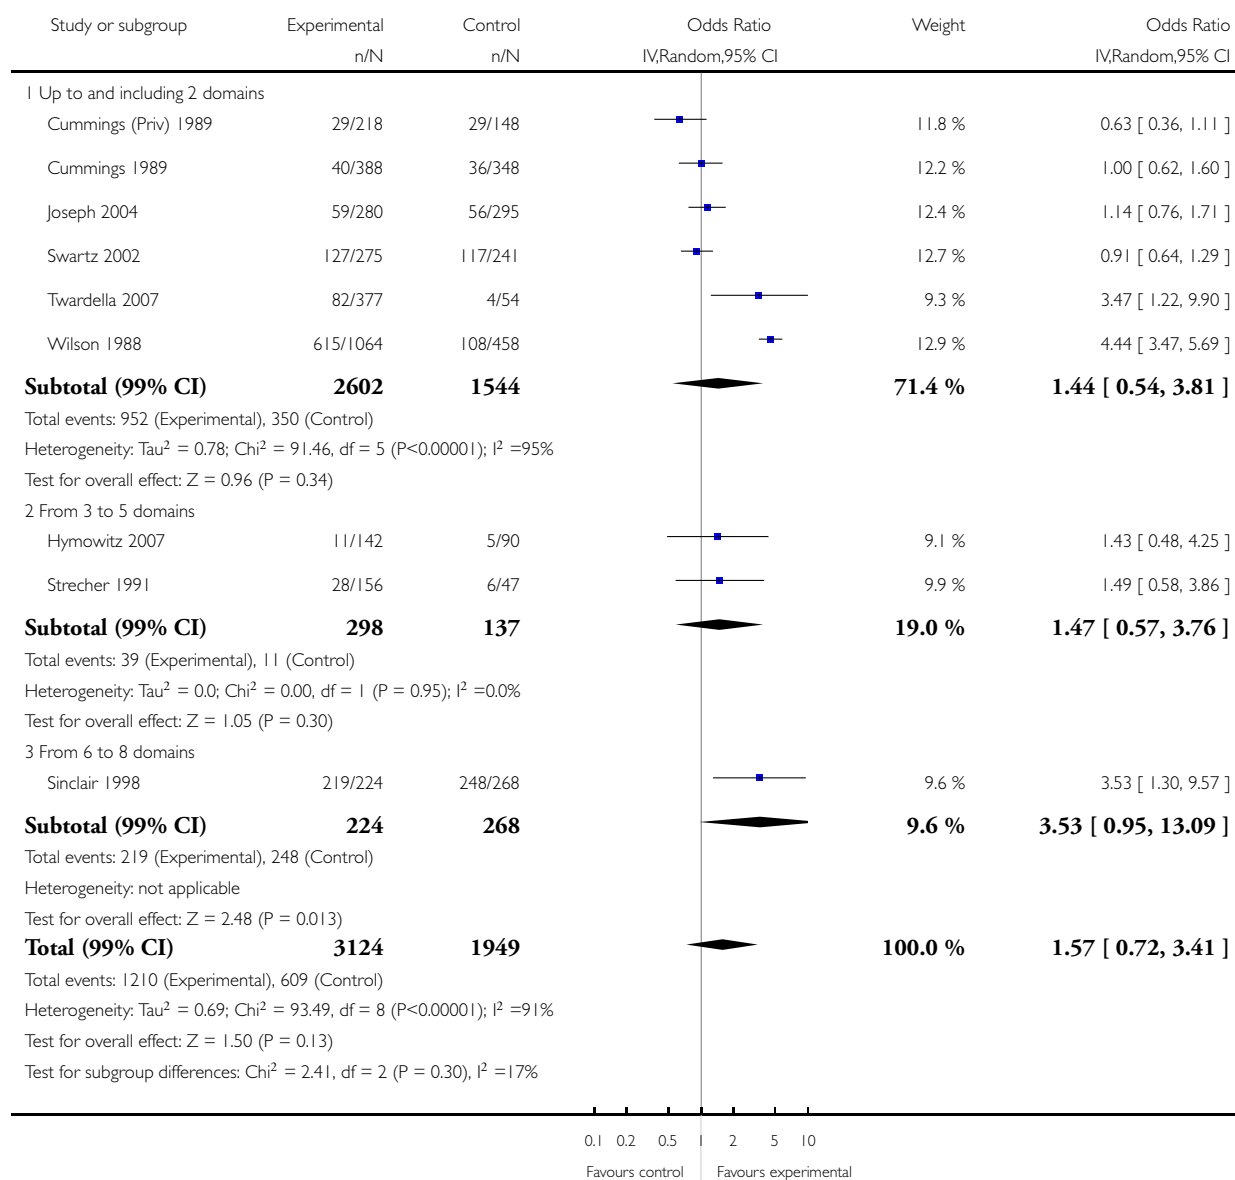 Study or subgroup Experimental Control Odds Ratio Weight Odds Ratio
n/N n/N IV,Random,95% CI IV,Random,95% CI
1 Up to and including 2 domains
Cummings (Priv) 1989 29/218 29/148 11.8 % 0.63 [ 0.36, 1.11 ]
Cummings 1989 40/388 36/348 12.2 % 1.00 [ 0.62, 1.60 ]
Joseph 2004 59/280 56/295 12.4 % 1.14 [ 0.76, 1.71 ]
Swartz 2002 127/275 117/241 12.7 % 0.91 [ 0.64, 1.29 ]
Twardella 2007 82/377 4/54 9.3 % 3.47 [ 1.22, 9.90 ]
Wilson 1988 615/1064 108/458 12.9 % 4.44 [ 3.47, 5.69 ]
Subtotal (99% CI) 2602 1544 71.4 % 1.44 [ 0.54, 3.81 ]
Total events: 952 (Experimental), 350 (Control)
Heterogeneity: Tau² = 0.78; Chi² = 91.46, df = 5 (P<0.00001); I² =95%
Test for overall effect: Z = 0.96 (P = 0.34)
2 From 3 to 5 domains
Hymowitz 2007 11/142 5/90 9.1 % 1.43 [ 0.48, 4.25 ]
Strecher 1991 28/156 6/47 9.9 % 1.49 [ 0.58, 3.86 ]
Subtotal (99% CI) 298 137 19.0 % 1.47 [ 0.57, 3.76 ]
Total events: 39 (Experimental), 11 (Control)
Heterogeneity: Tau² = 0.0; Chi² = 0.00, df = 1 (P = 0.95); I² =0.0%
Test for overall effect: Z = 1.05 (P = 0.30)
3 From 6 to 8 domains
Sinclair 1998 219/224 248/268 9.6 % 3.53 [ 1.30, 9.57 ]
Subtotal (99% CI) 224 268 9.6 % 3.53 [ 0.95, 13.09 ]
Total events: 219 (Experimental), 248 (Control)
Heterogeneity: not applicable
Test for overall effect: Z = 2.48 (P = 0.013)
Total (99% CI) 3124 1949 100.0 % 1.57 [ 0.72, 3.41 ]
Total events: 1210 (Experimental), 609 (Control)
Heterogeneity: Tau² = 0.69; Chi² = 93.49, df = 8 (P<0.00001); I² =91%
Test for overall effect: Z = 1.50 (P = 0.13)
Test for subgroup differences: Chi² = 2.41, df = 2 (P = 0.30), I² =17%
0.1 0.2 0.5 1 2 5 10
Favours control Favours experimental